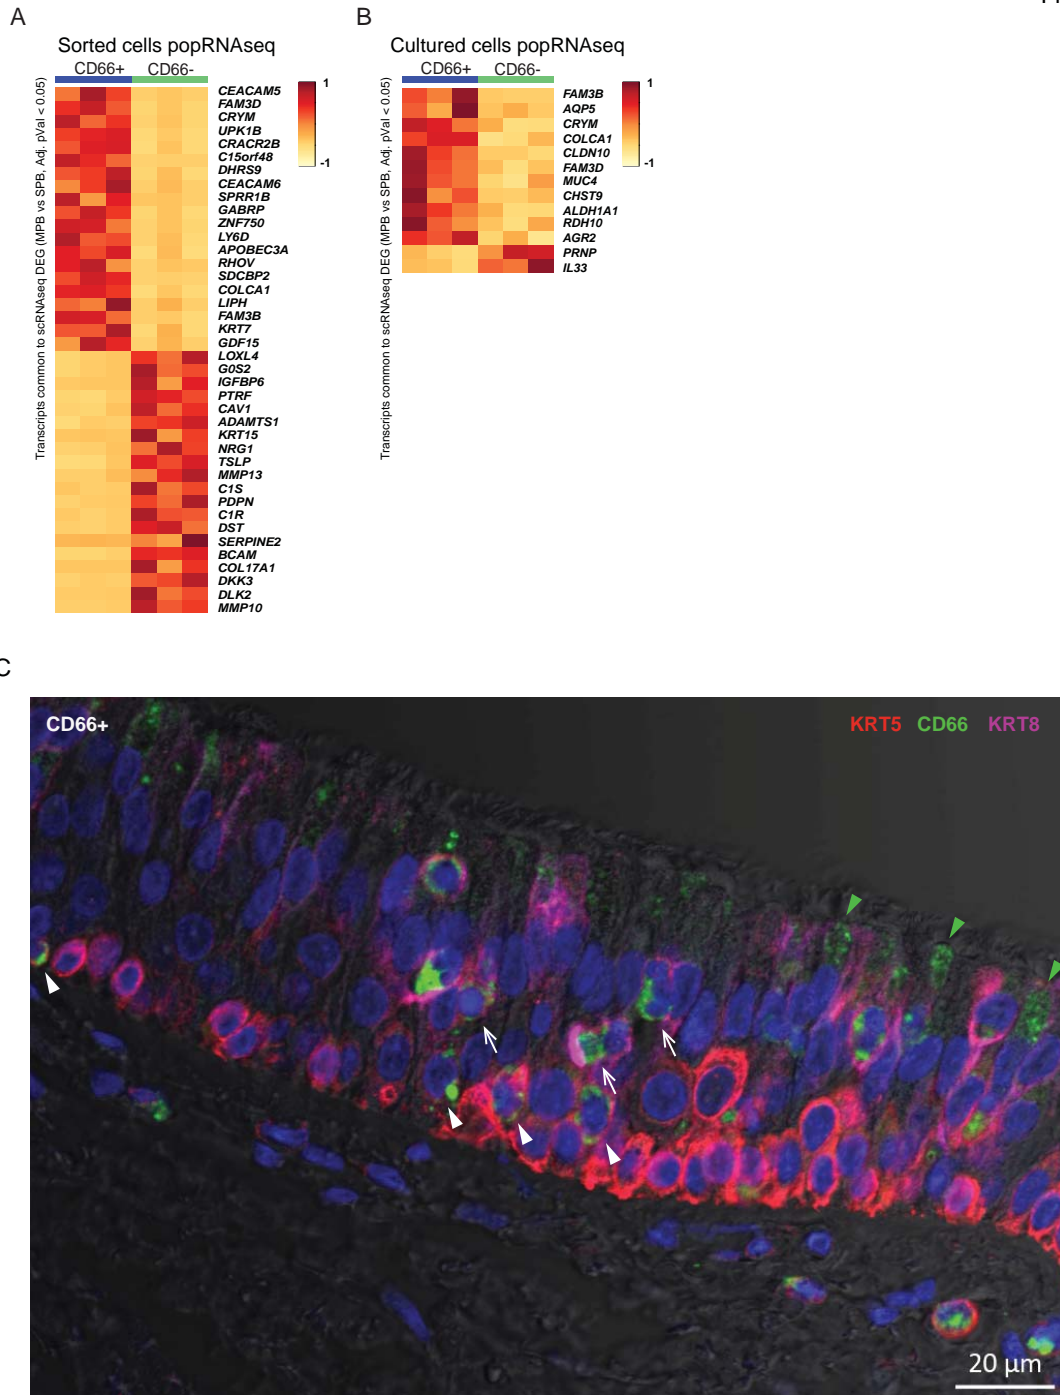 A
Sorted cells popRNAseq
CD66+ CD66-
Transcripts common to scRNAseq DEG (MPB vs SPB, Adj. pVal < 0.05)
1
-1
CEACAM5
FAM3D
CRYM
UPK1B
CRACR2B
C15orf48
DHRS9
CEACAM6
SPRR1B
GABRP
ZNF750
LY6D
APOBEC3A
RHOV
SDCBP2
COLCA1
LIPH
FAM3B
KRT7
GDF15
LOXL4
G0S2
IGFBP6
PTRF
CAV1
ADAMTS1
KRT15
NRG1
TSLP
MMP13
C1S
PDPN
C1R
DST
SERPINE2
BCAM
COL17A1
DKK3
DLK2
MMP10
B
Cultured cells popRNAseq
CD66+ CD66-
Transcripts common to scRNAseq DEG (MPB vs SPB, Adj. pVal < 0.05)
1
-1
FAM3B
AQP5
CRYM
COLCA1
CLDN10
FAM3D
MUC4
CHST9
ALDH1A1
RDH10
AGR2
PRNP
IL33
C
CD66+
KRT5 CD66 KRT8
20 µm